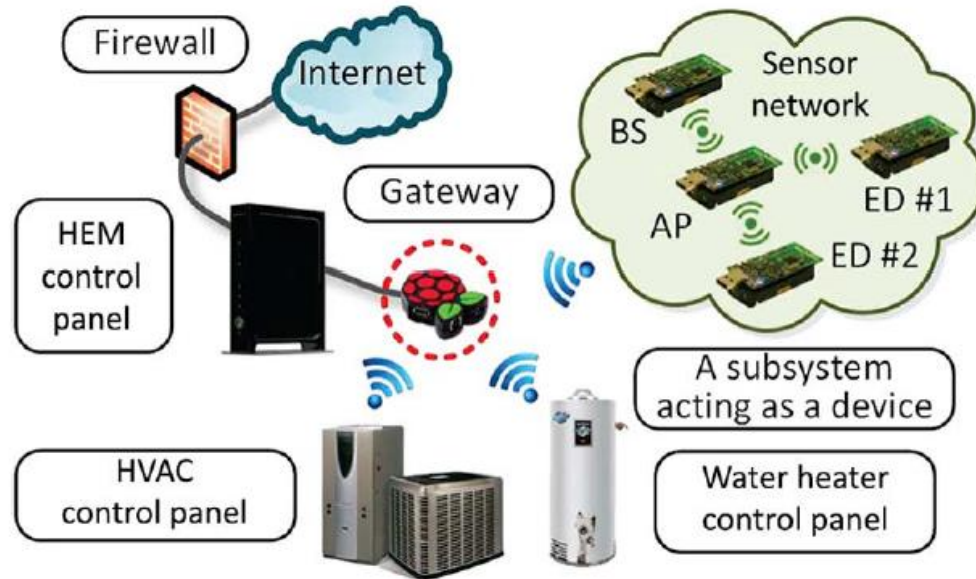 Firewall
Internet
Sensor
network
BS
AP
ED #1
ED #2
Gateway
HEM
control
panel
A subsystem
acting as a device
HVAC
control panel
Water heater
control panel